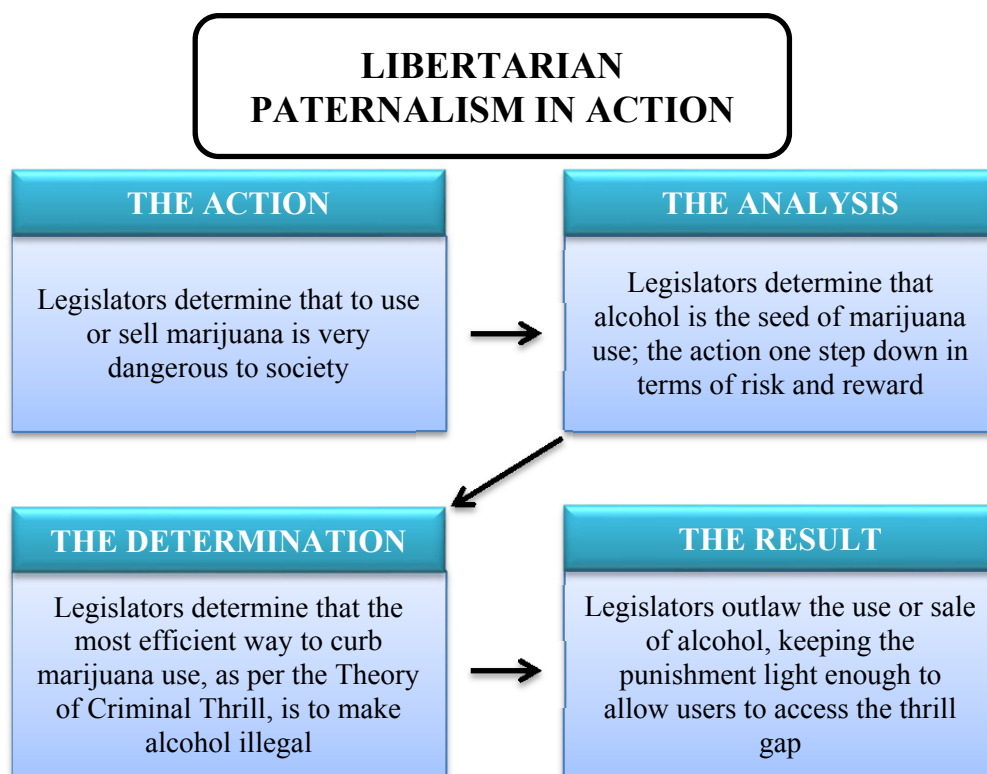 LIBERTARIAN
PATERNALISM IN ACTION
THE ACTION
Legislators determine that to use
or sell marijuana is very
dangerous to society
THE ANALYSIS
Legislators determine that
alcohol is the seed of marijuana
use; the action one step down in
terms of risk and reward
THE DETERMINATION
Legislators determine that the
most efficient way to curb
marijuana use, as per the Theory
of Criminal Thrill, is to make
alcohol illegal
THE RESULT
Legislators outlaw the use or sale
of alcohol, keeping the
punishment light enough to
allow users to access the thrill
gap